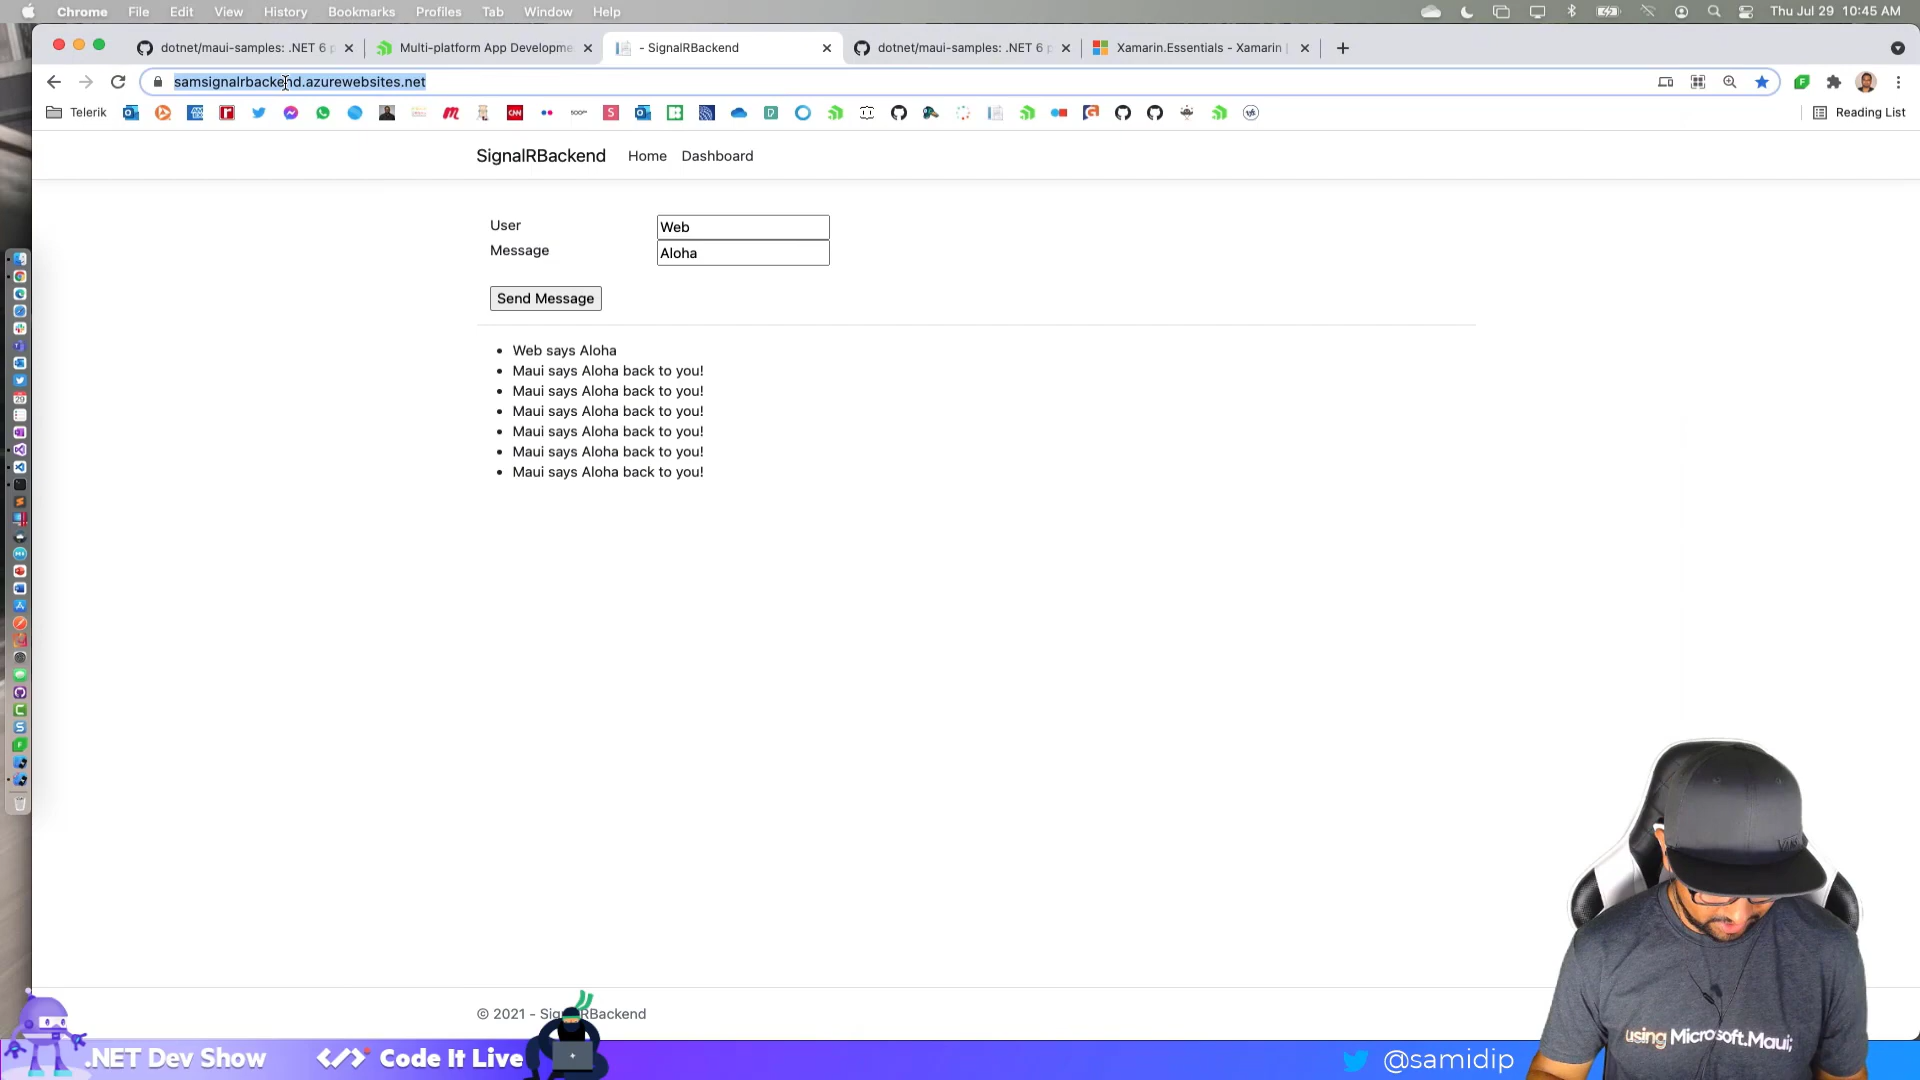 Chrome File Edit View History Bookmarks Profiles Tab Window Help Thu Jul 29 10:45 AM
dotnet/maui-samples: .NET 6 p Multi-platform App Developme - SignalRBackend dotnet/maui-samples: .NET 6 p Xamarin.Essentials - Xamarin
samsignalrbackend.azurewebsites.net
Telerik Reading List
SignalRBackend Home Dashboard
User Web
Message Aloha
Send Message
Web says Aloha
Maui says Aloha back to you!
Maui says Aloha back to you!
Maui says Aloha back to you!
Maui says Aloha back to you!
Maui says Aloha back to you!
Maui says Aloha back to you!
© 2021 - SignalRBackend
using Microsoft.Maui;
.NET Dev Show Code It Live @samidip